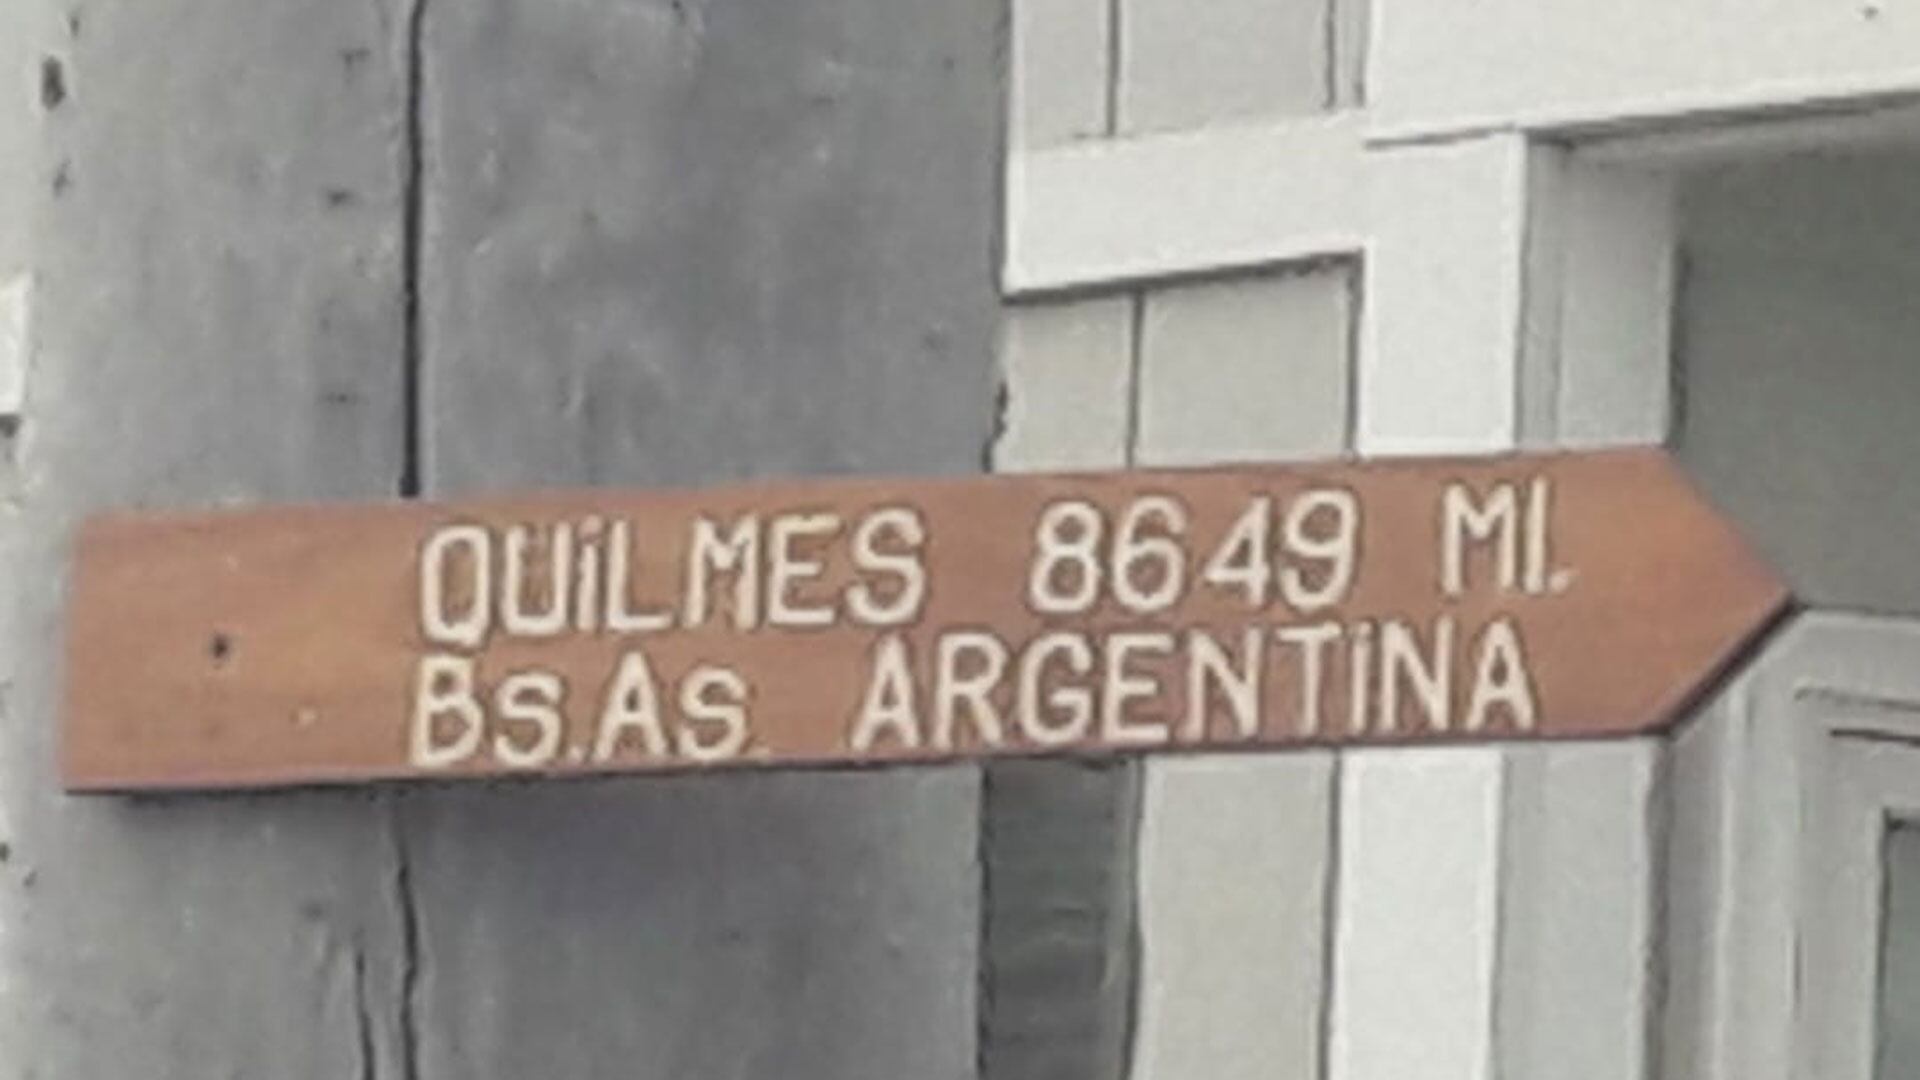 QUiLMES 8649 MI.
Bs.As. ARGENTiNA